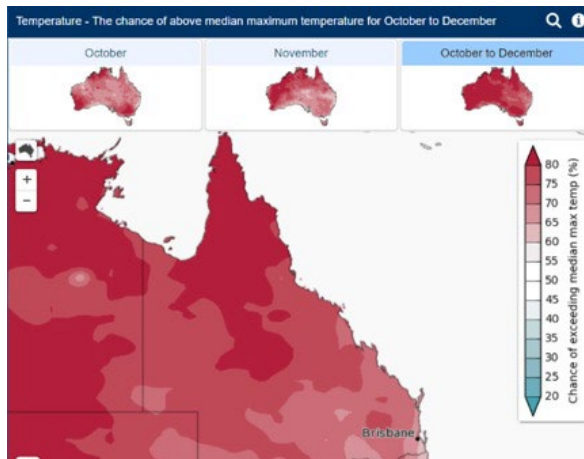 Temperature - The chance of above median maximum temperature for October to December
October
November
October to December
+
−
80
75
70
65
60
55
50
45
40
35
30
25
20
Chance of exceeding median max temp (%)
Brisbane